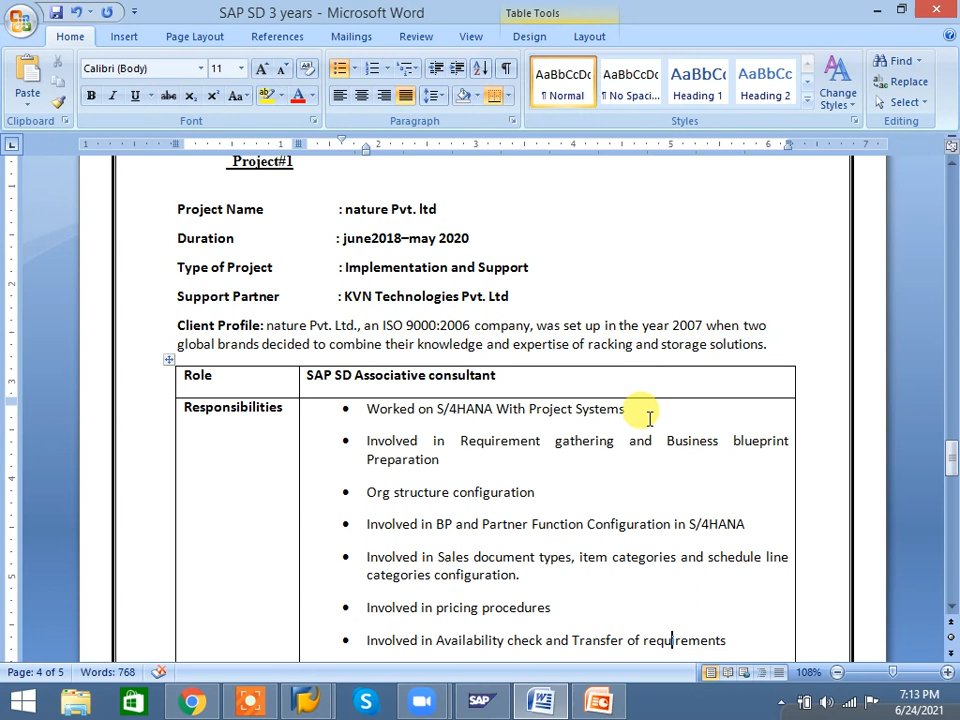 SAP SD 3 years - Microsoft Word
Table Tools
Home Insert Page Layout References Mailings Review View Design Layout
Calibri (Body) 11
Paste
AaBbCcDc AaBbCcDc AaBbCc AaBbCc
¶ Normal ¶ No Spaci... Heading 1 Heading 2
Change Styles
Find
Replace
Select
Clipboard Font Paragraph Styles Editing
Project#1
Project Name : nature Pvt. ltd
Duration : june2018–may 2020
Type of Project : Implementation and Support
Support Partner : KVN Technologies Pvt. Ltd
Client Profile: nature Pvt. Ltd., an ISO 9000:2006 company, was set up in the year 2007 when two
global brands decided to combine their knowledge and expertise of racking and storage solutions.
Role SAP SD Associative consultant
Responsibilities • Worked on S/4HANA With Project Systems
• Involved in Requirement gathering and Business blueprint
Preparation
• Org structure configuration
• Involved in BP and Partner Function Configuration in S/4HANA
• Involved in Sales document types, item categories and schedule line
categories configuration.
• Involved in pricing procedures
• Involved in Availability check and Transfer of requirements
Page: 4 of 5 Words: 768 108%
7:13 PM
6/24/2021